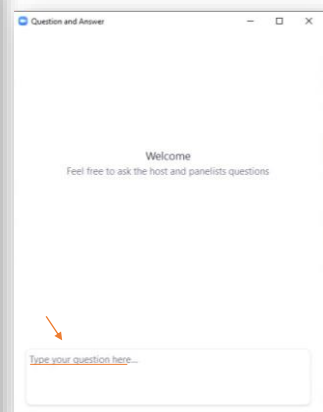 Question and Answer
Welcome
Feel free to ask the host and panelists questions
Type your question here...